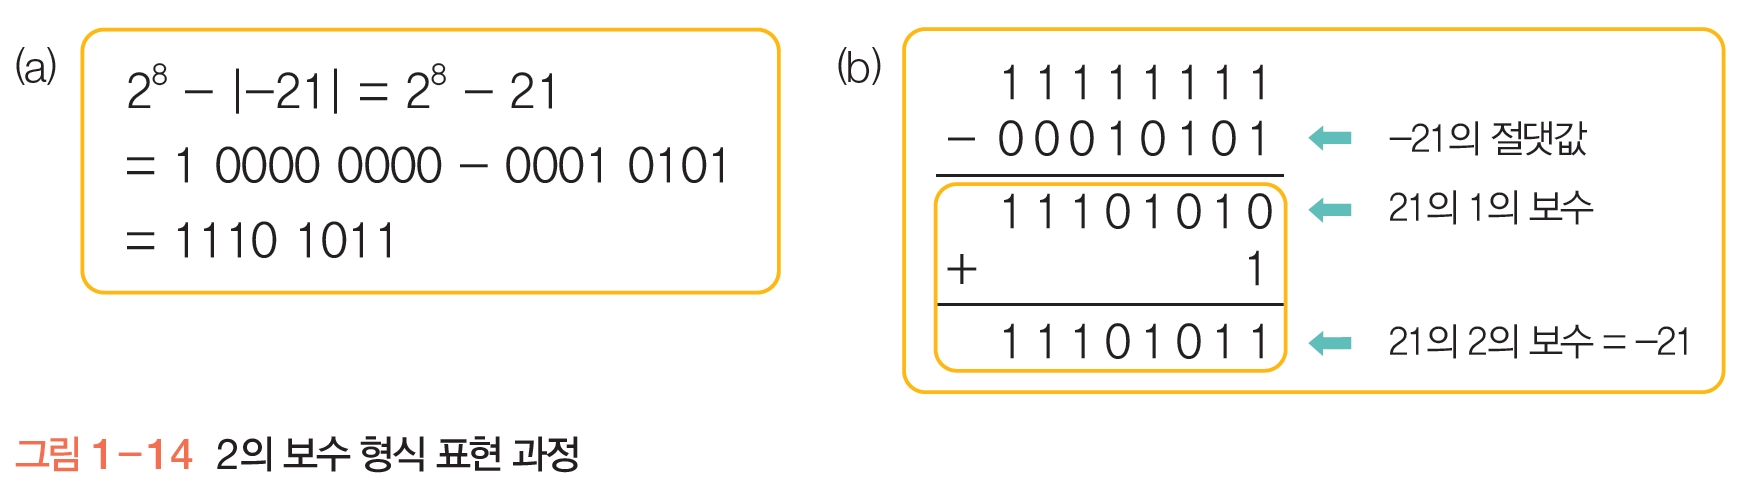 (a)
2⁸ − |−21| = 2⁸ − 21
= 1 0000 0000 − 0001 0101
= 1110 1011
(b)
1 1 1 1 1 1 1 1
− 0 0 0 1 0 1 0 1 ← −21의 절댓값
1 1 1 0 1 0 1 0 ← 21의 1의 보수
+ 1
1 1 1 0 1 0 1 1 ← 21의 2의 보수 = −21
그림 1-14 2의 보수 형식 표현 과정